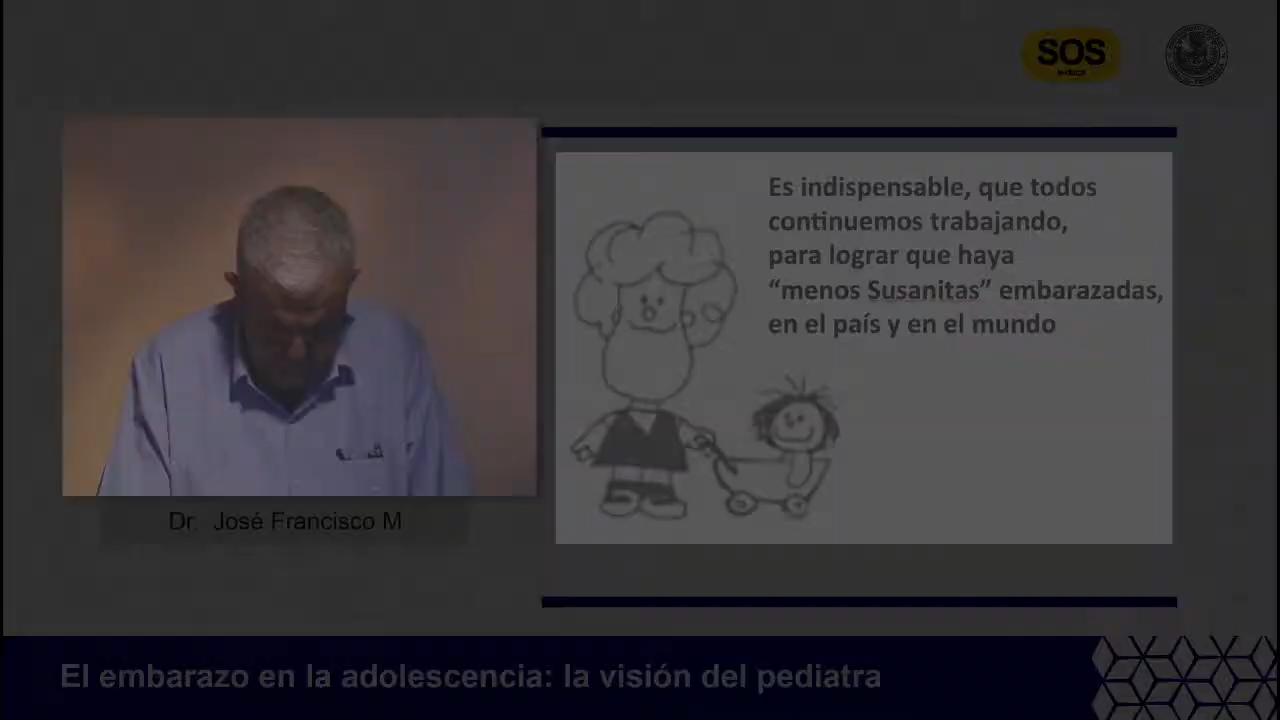 SOS
Dr. José Francisco M
Es indispensable, que todos
continuemos trabajando,
para lograr que haya
“menos Susanitas” embarazadas,
en el país y en el mundo
El embarazo en la adolescencia: la visión del pediatra